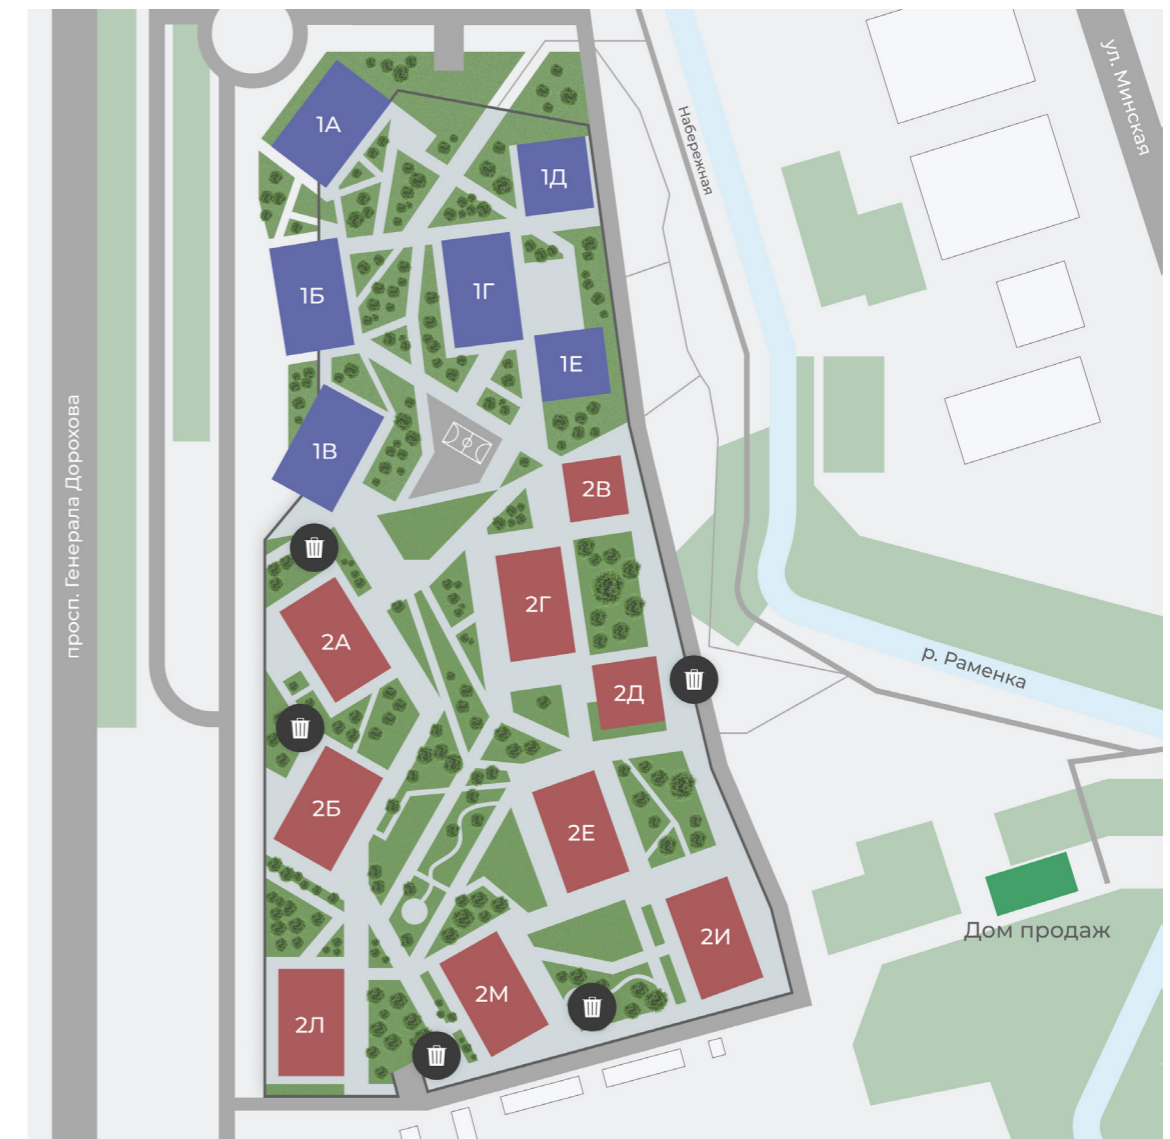 ул. Минская
Набережная
1А
1Д
1Б
1Г
1Е
1В
просп. Генерала Дорохова
2В
2Г
2А
р. Раменка
2Д
2Б
2Е
Дом продаж
2И
2М
2Л